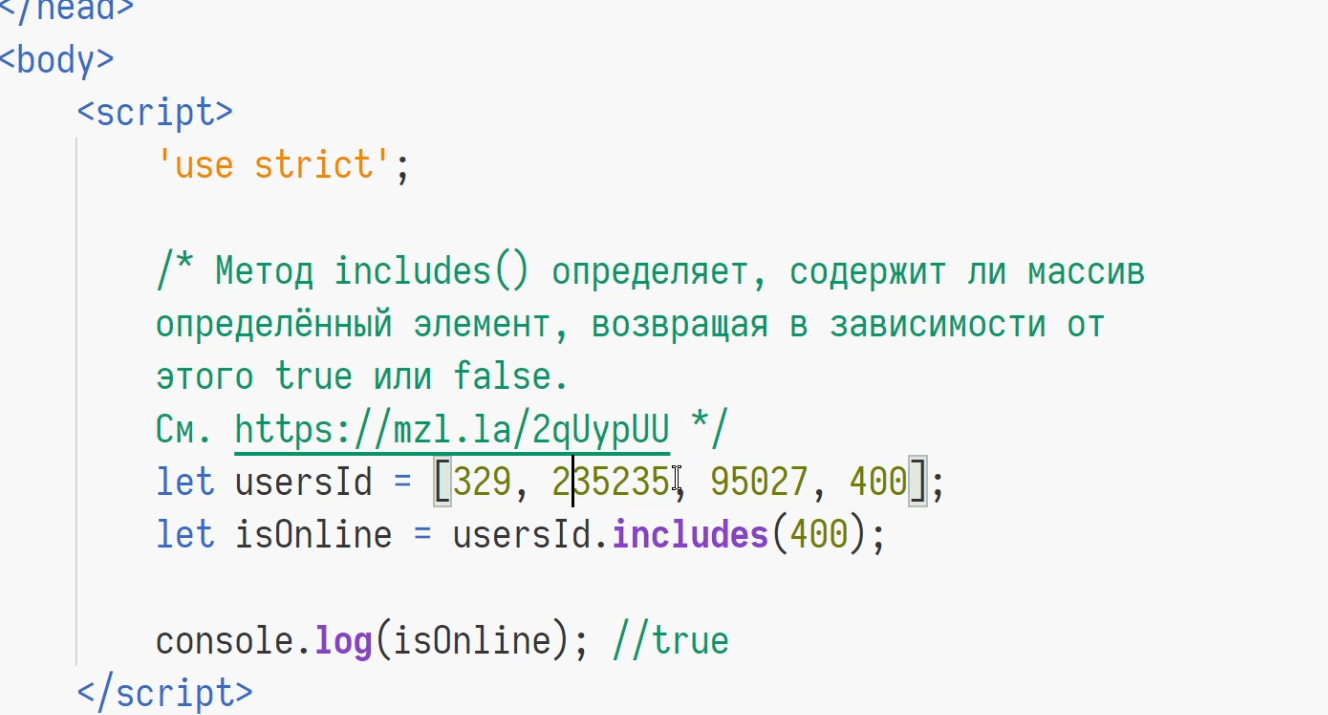 </head>
<body>
<script>
'use strict';
/* Метод includes() определяет, содержит ли массив
определённый элемент, возвращая в зависимости от
этого true или false.
См. https://mzl.la/2qUypUU */
let usersId = [329, 235235, 95027, 400];
let isOnline = usersId.includes(400);
console.log(isOnline); //true
</script>